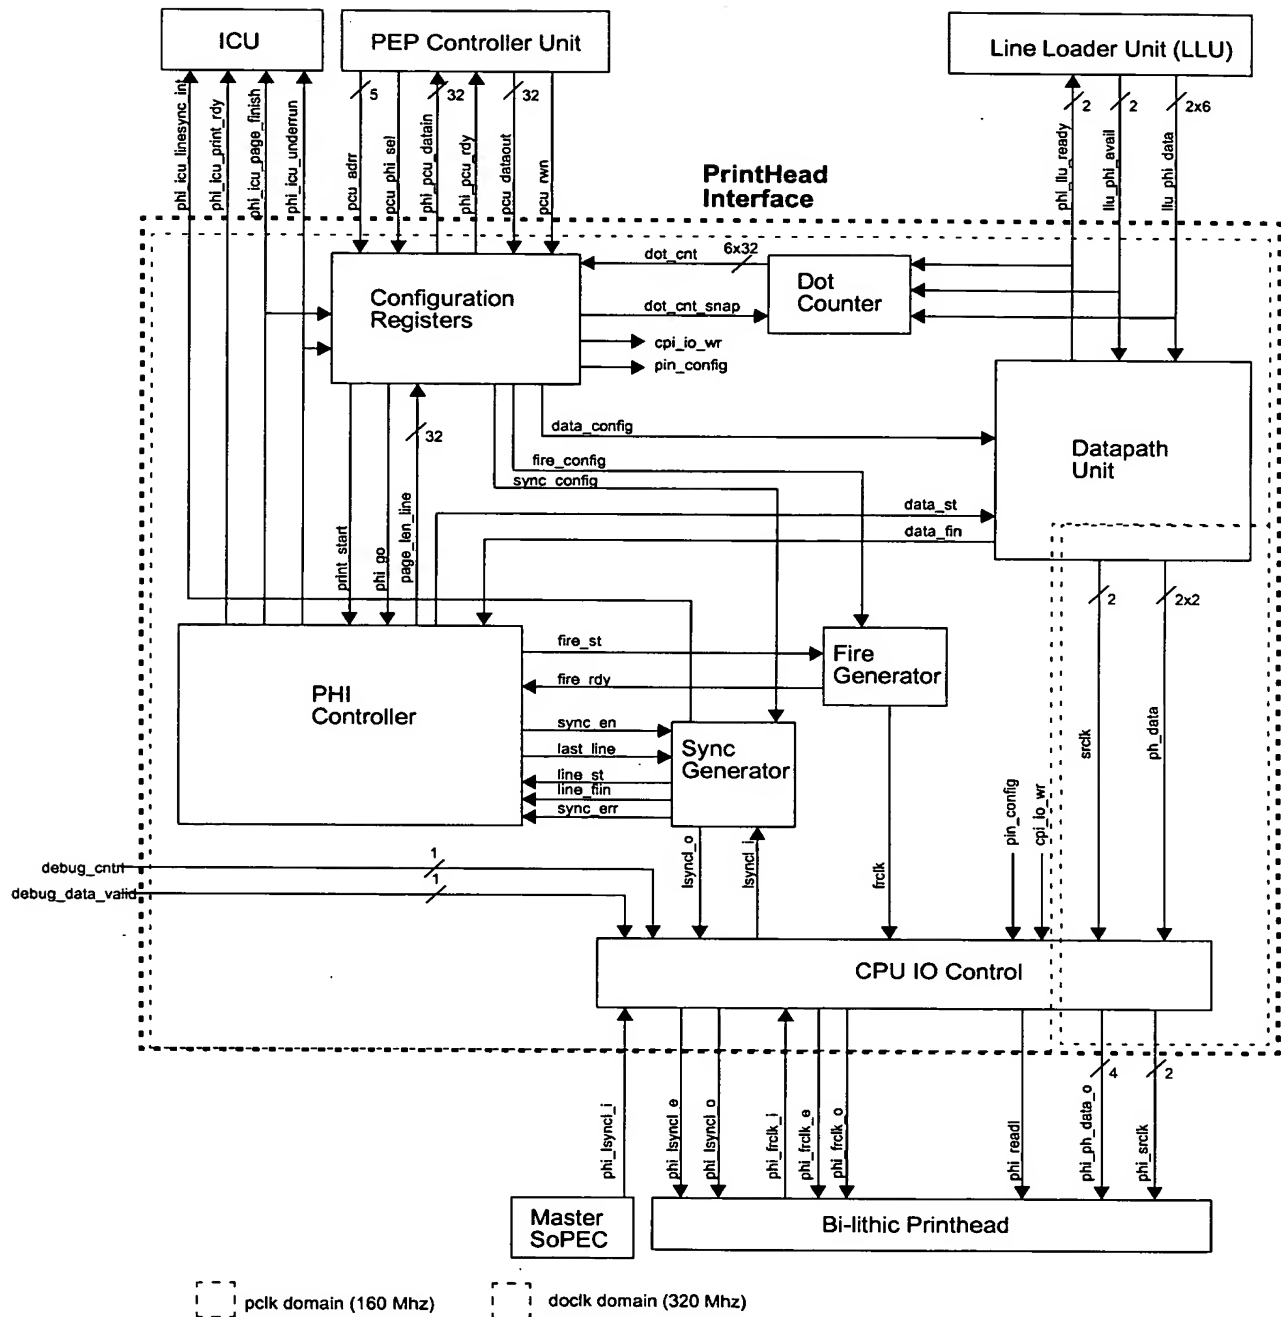 ICU
PEP Controller Unit
Line Loader Unit (LLU)
phi_icu_linesync_int
phi_icu_print_rdy
phi_icu_page_finish
phi_icu_underrun
5
pcu_adrr
pcu_phi_sel
32
phi_pcu_datain
phi_pcu_rdy
32
pcu_dataout
pcu_rwn
2
phi_llu_ready
2
llu_phi_avail
2x6
llu_phi_data
PrintHead
Interface
Configuration
Registers
dot_cnt
6x32
dot_cnt_snap
Dot
Counter
cpi_io_wr
pin_config
32
data_config
fire_config
sync_config
Datapath
Unit
data_st
data_fin
print_start
phi_go
page_len_line
2
2x2
srclk
ph_data
PHI
Controller
fire_st
fire_rdy
Fire
Generator
sync_en
last_line
line_st
line_fiin
sync_err
Sync
Generator
debug_cntrl
1
debug_data_valid
1
lsyncl_o
lsyncl_i
frclk
pin_config
cpi_io_wr
CPU IO Control
phi_lsyncl_i
phi_lsyncl_e
phi_lsyncl_o
phi_frclk_i
phi_frclk_e
phi_frclk_o
phi_readl
4
phi_ph_data_o
2
phi_srclk
Master
SoPEC
Bi-lithic Printhead
pclk domain (160 Mhz)
doclk domain (320 Mhz)